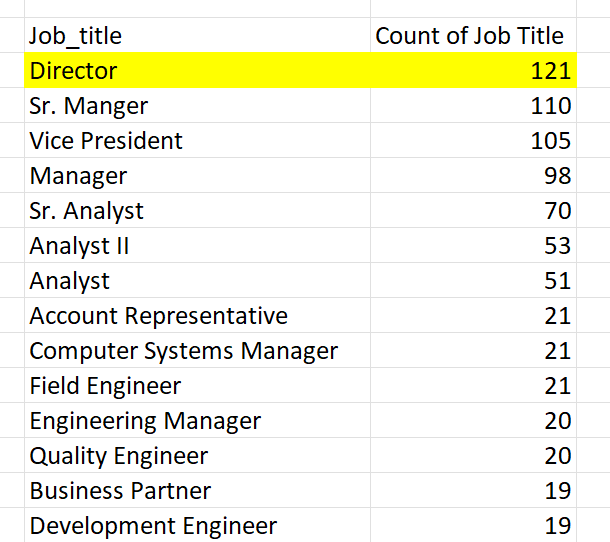 Job_title Count of Job Title
Director 121
Sr. Manger 110
Vice President 105
Manager 98
Sr. Analyst 70
Analyst II 53
Analyst 51
Account Representative 21
Computer Systems Manager 21
Field Engineer 21
Engineering Manager 20
Quality Engineer 20
Business Partner 19
Development Engineer 19